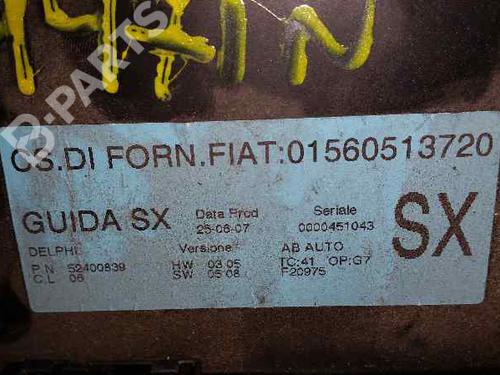 CS.DI FORN.FIAT:01560513720
GUIDA SX Data Prod Seriale SX
25-06-07 0000451043
DELPHI Versione AB AUTO
P.N 52400839 HW 03.05 TC:41 OP:G7
C.L 06 SW 05.08 F20975